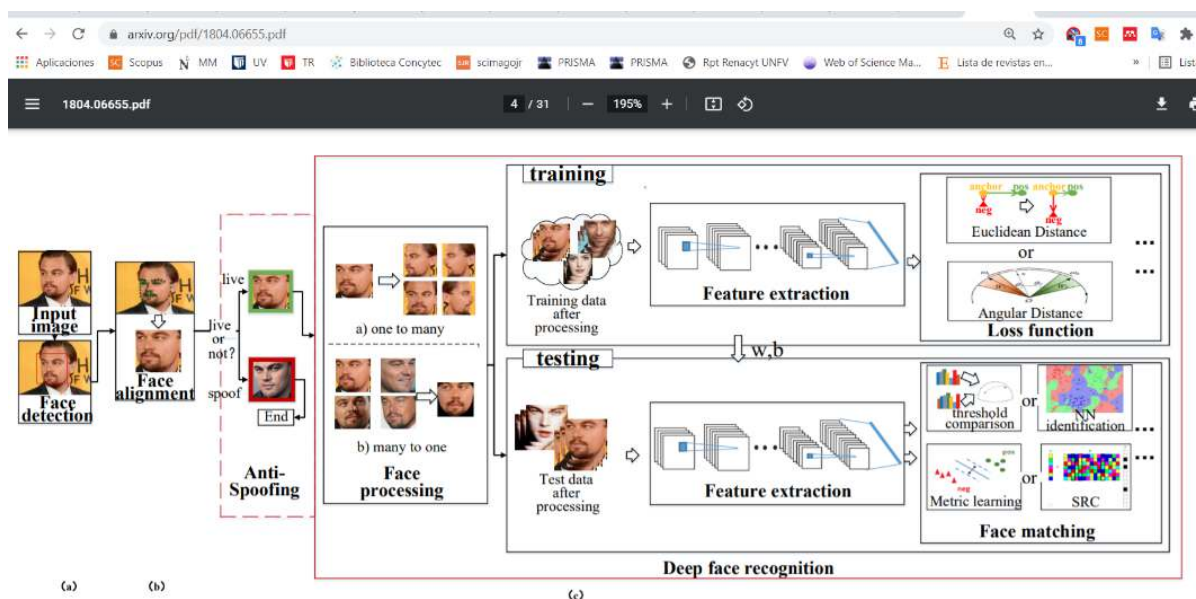 arxiv.org/pdf/1804.06655.pdf
Aplicaciones Scopus MM UV TR Biblioteca Concytec scimagojr PRISMA PRISMA Rpt Renacyt UNFV Web of Science Ma... Lista de revistas en... » List
1804.06655.pdf 4 / 31 − 195% +
training
anchor pos anchor pos
neg neg
Euclidean Distance
or
Angular Distance
Loss function
Training data
after
processing
Feature extraction
w,b
testing
Input
image
Face
detection
Face
alignment
live
live
or
not?
spoof
End
Anti-
Spoofing
a) one to many
b) many to one
Face
processing
Test data
after
processing
Feature extraction
threshold
comparison
or
NN
identification
pos
neg
Metric learning
or
SRC
Face matching
Deep face recognition
(a) (b) (c)